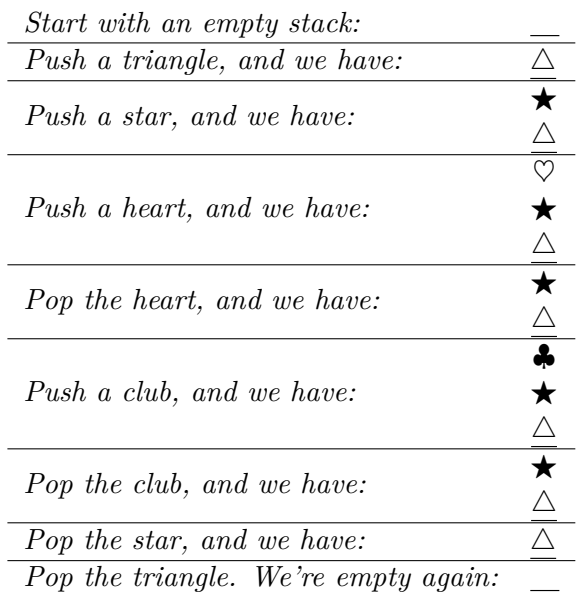 Start with an empty stack:
Push a triangle, and we have: △
★
Push a star, and we have:
△
♡
Push a heart, and we have: ★
△
★
Pop the heart, and we have:
△
♣
Push a club, and we have: ★
△
★
Pop the club, and we have:
△
Pop the star, and we have: △
Pop the triangle. We're empty again: